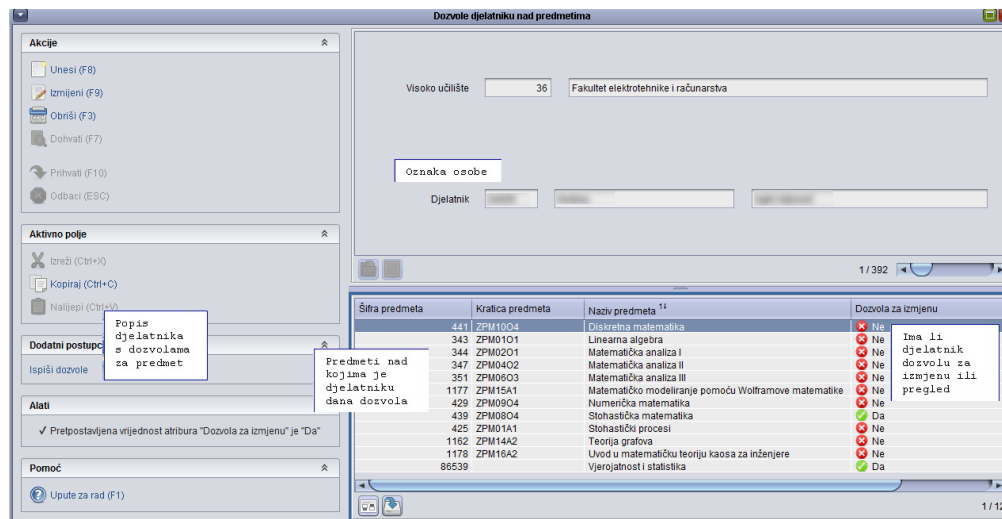 Dozvole djelatniku nad predmetima
Akcije
Unesi (F8)
Izmijeni (F9)
Obriši (F3)
Dohvati (F7)
Prihvati (F10)
Odbaci (ESC)
Aktivno polje
Izreži (Ctrl+X)
Kopiraj (Ctrl+C)
Nalijepi (Ctrl+V)
Popis
djelatnika
s dozvolama
za predmet
Dodatni postupc
Ispiši dozvole
Alati
✓ Pretpostavljena vrijednost atributa "Dozvola za izmjenu" je "Da"
Pomoć
Upute za rad (F1)
Visoko učilište 36 Fakultet elektrotehnike i računarstva
Oznaka osobe
Djelatnik
1 / 392
Predmeti nad
kojima je
djelatniku
dana dozvola
Šifra predmeta Kratica predmeta Naziv predmeta ↑↓ Dozvola za izmjenu
441 ZPM1OO4 Diskretna matematika Ne
343 ZPM01O1 Linearna algebra Ne
344 ZPM02O1 Matematička analiza I Ne
347 ZPM04O2 Matematička analiza II Ne
351 ZPM06O3 Matematička analiza III Ne
1177 ZPM15A1 Matematičko modeliranje pomoću Wolframove matematike Ne
429 ZPM09O4 Numerička matematika Ne
439 ZPM08O4 Stohastička matematika Da
425 ZPM01A1 Stohastički procesi Ne
1162 ZPM14A2 Teorija grafova Ne
1178 ZPM16A2 Uvod u matematičku teoriju kaosa za inženjere Ne
86539 Vjerojatnost i statistika Da
Ima li
djelatnik
dozvolu za
izmjenu ili
pregled